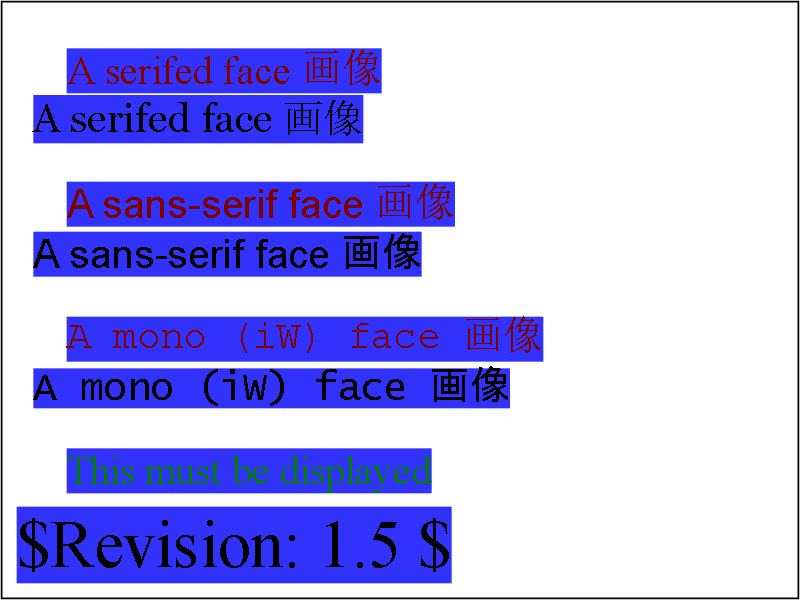 A serifed face 画像
A serifed face 画像
A sans-serif face 画像
A sans-serif face 画像
A mono (iW) face 画像
A mono (iW) face 画像
This must be displayed
$Revision: 1.5 $